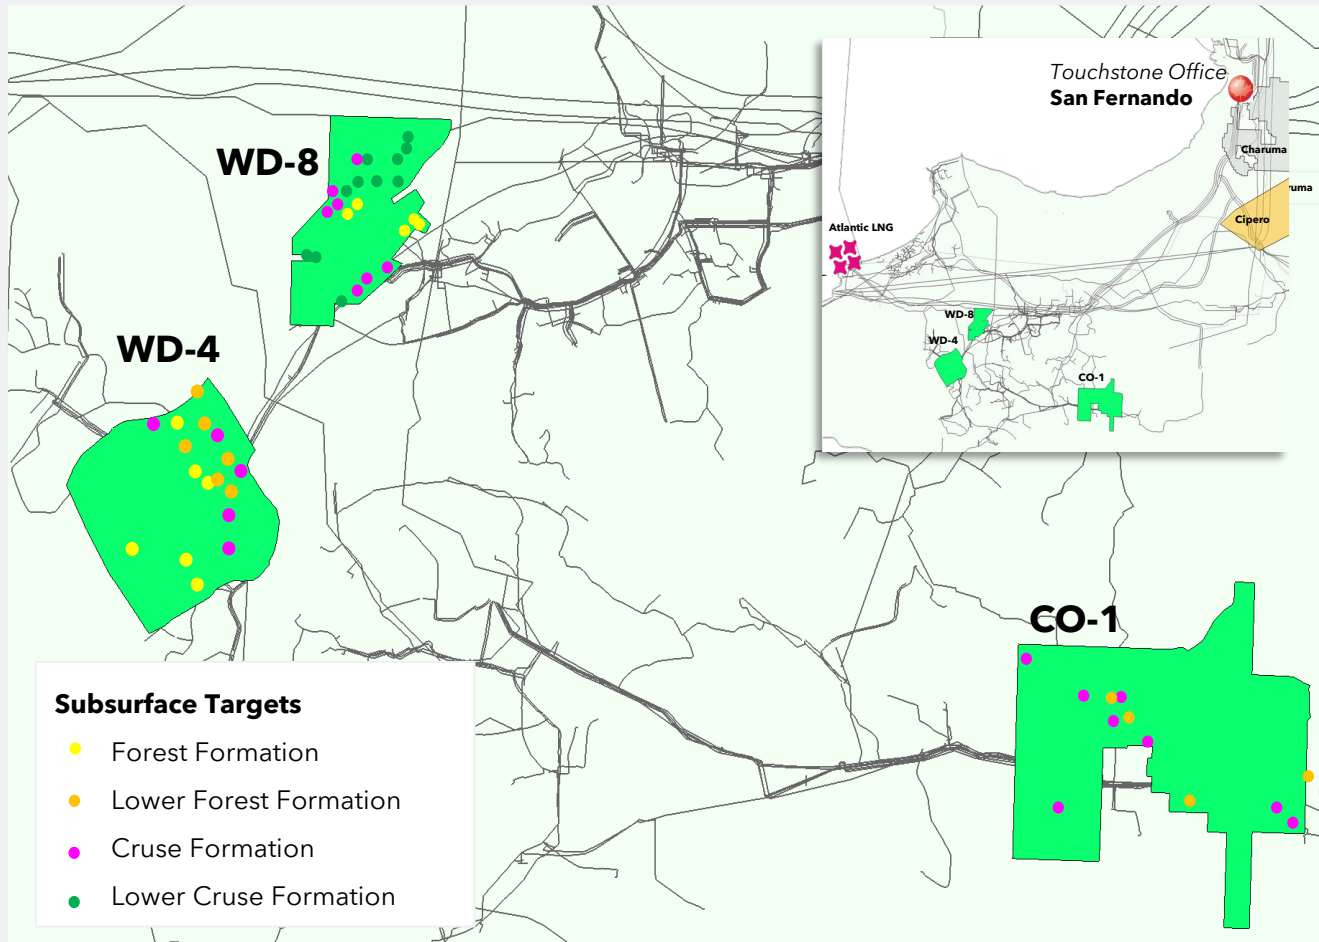 WD-8
WD-4
CO-1
Touchstone Office
San Fernando
Charuma
ruma
Cipero
Atlantic LNG
WD-8
WD-4
CO-1
Subsurface Targets
Forest Formation
Lower Forest Formation
Cruse Formation
Lower Cruse Formation